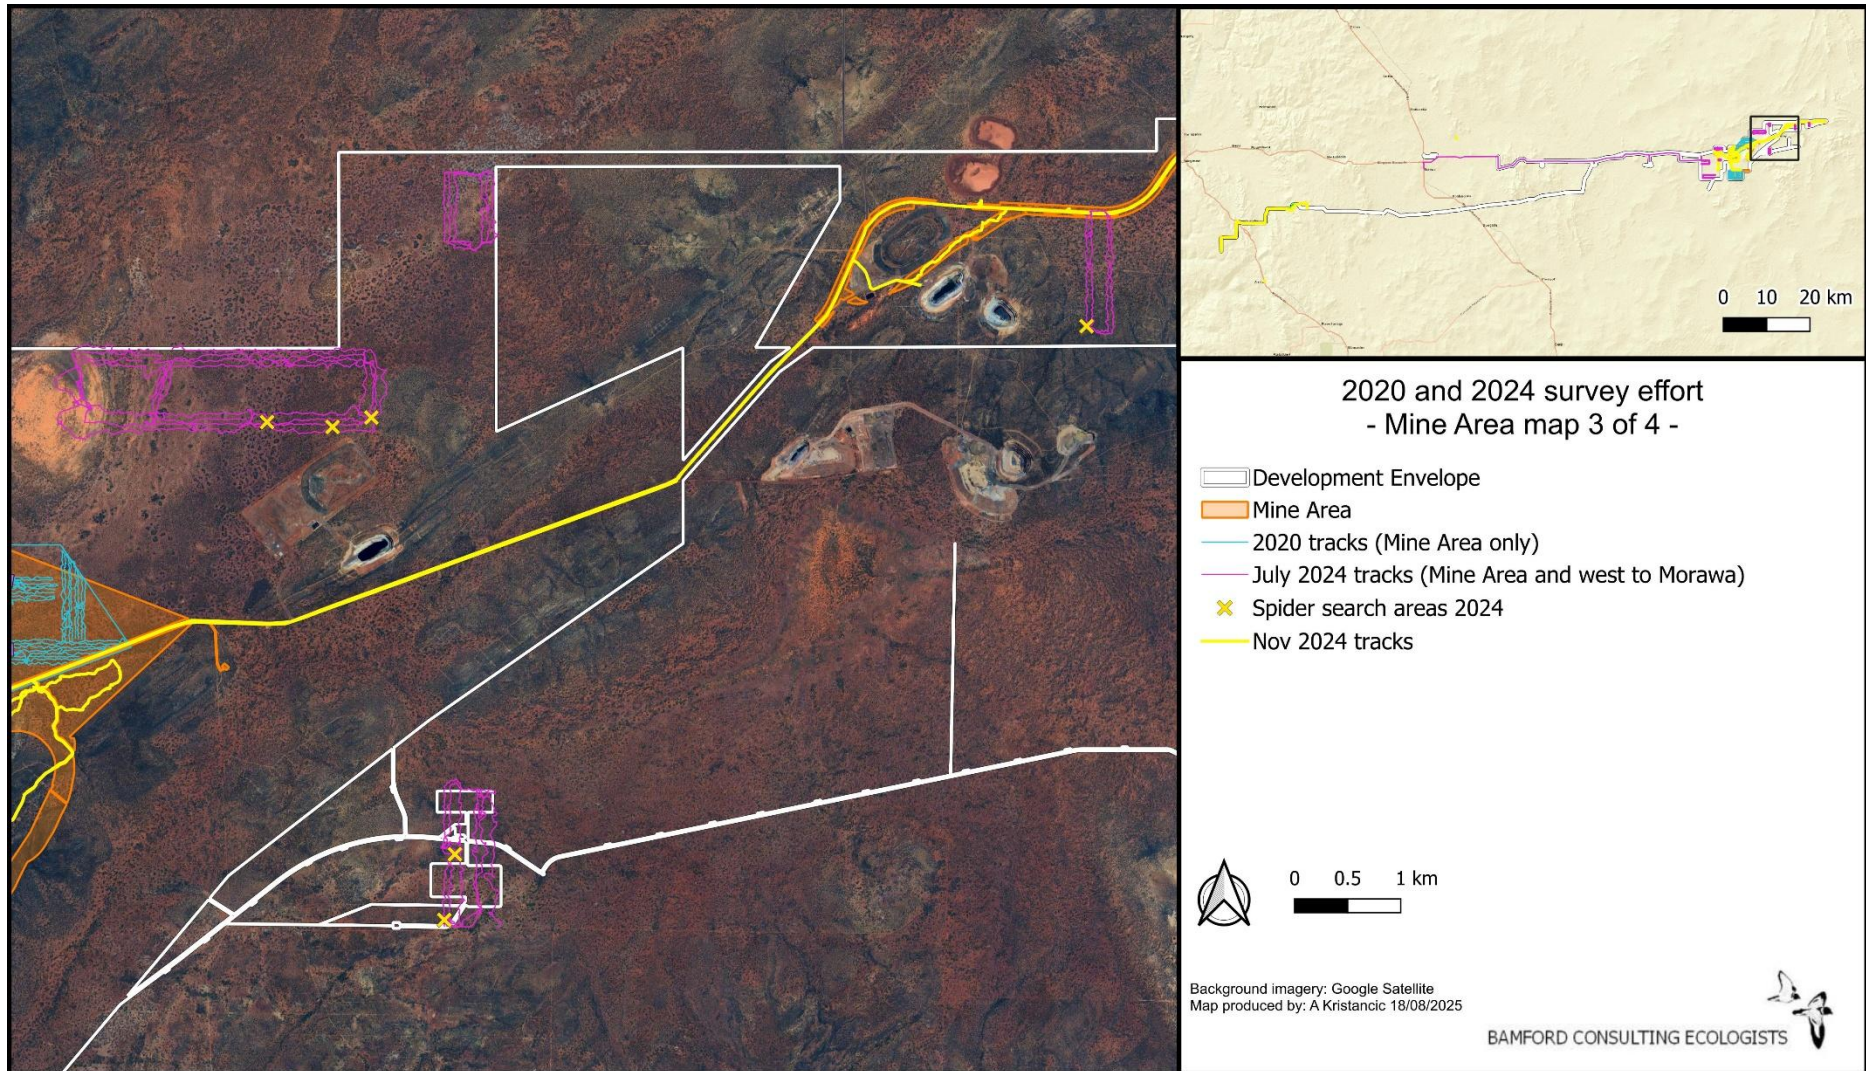 0 10 20 km
2020 and 2024 survey effort
- Mine Area map 3 of 4 -
Development Envelope
Mine Area
2020 tracks (Mine Area only)
July 2024 tracks (Mine Area and west to Morawa)
Spider search areas 2024
Nov 2024 tracks
0 0.5 1 km
Background imagery: Google Satellite
Map produced by: A Kristancic 18/08/2025
BAMFORD CONSULTING ECOLOGISTS